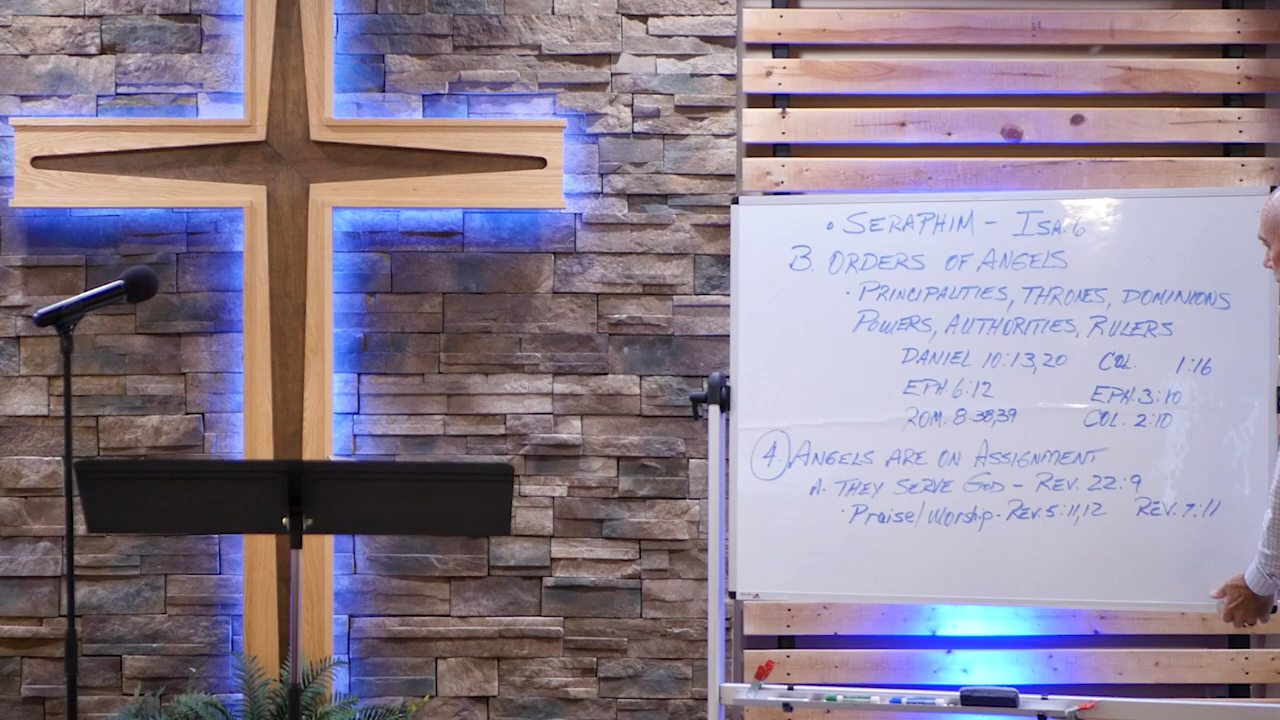 • SERAPHIM - ISA. 6
B. ORDERS OF ANGELS
• PRINCIPALITIES, THRONES, DOMINIONS
POWERS, AUTHORITIES, RULERS
DANIEL 10:13,20 COL. 1:16
EPH. 6:12 EPH. 3:10
ROM. 8:38,39 COL. 2:10
4. ANGELS ARE ON ASSIGNMENT
A. THEY SERVE GOD - REV. 22:9
• Praise/Worship - REV. 5:11,12 REV. 7:11